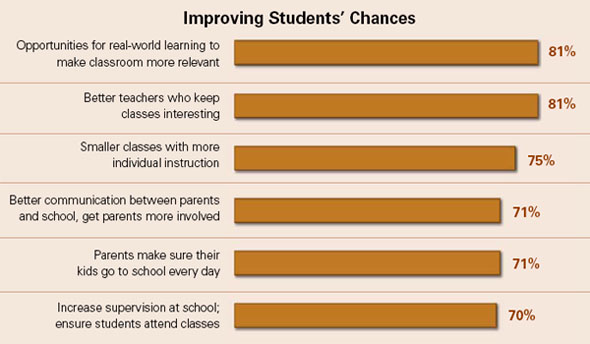 Improving Students’ Chances
Opportunities for real-world learning to
make classroom more relevant
81%
Better teachers who keep
classes interesting
81%
Smaller classes with more
individual instruction
75%
Better communication between parents
and school, get parents more involved
71%
Parents make sure their
kids go to school every day
71%
Increase supervision at school;
ensure students attend classes
70%